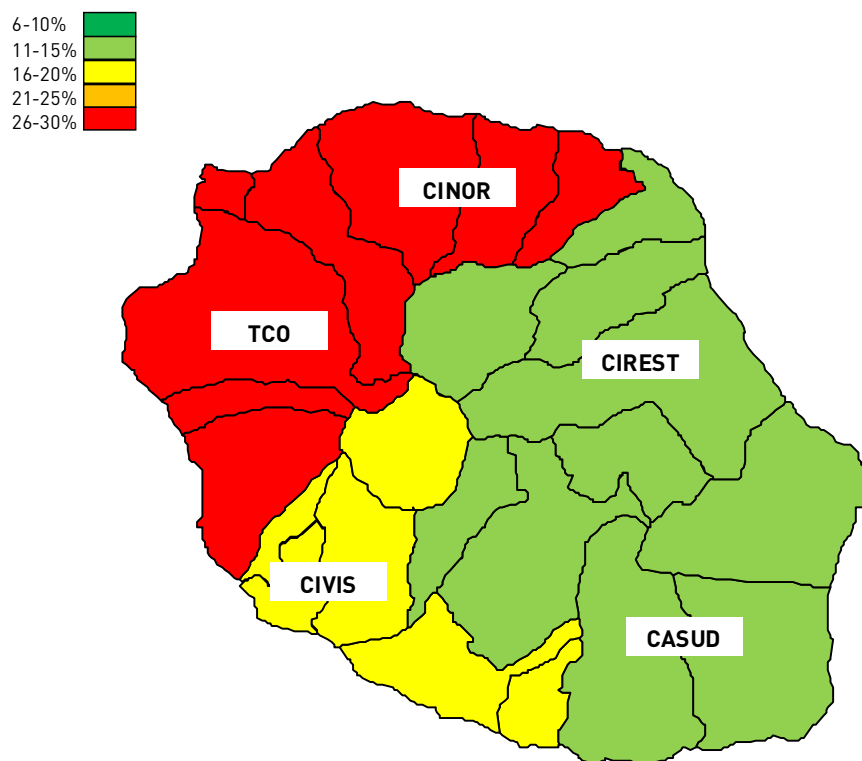 6-10%
11-15%
16-20%
21-25%
26-30%
CINOR
TCO
CIREST
CIVIS
CASUD